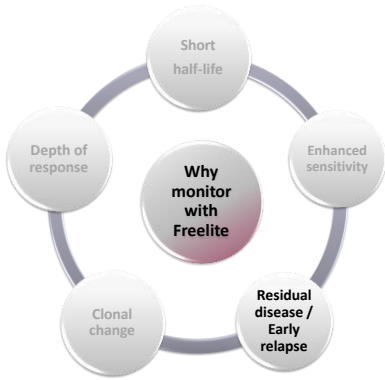 Short
half-life
Enhanced
sensitivity
Residual
disease /
Early
relapse
Clonal
change
Depth of
response
Why
monitor
with
Freelite